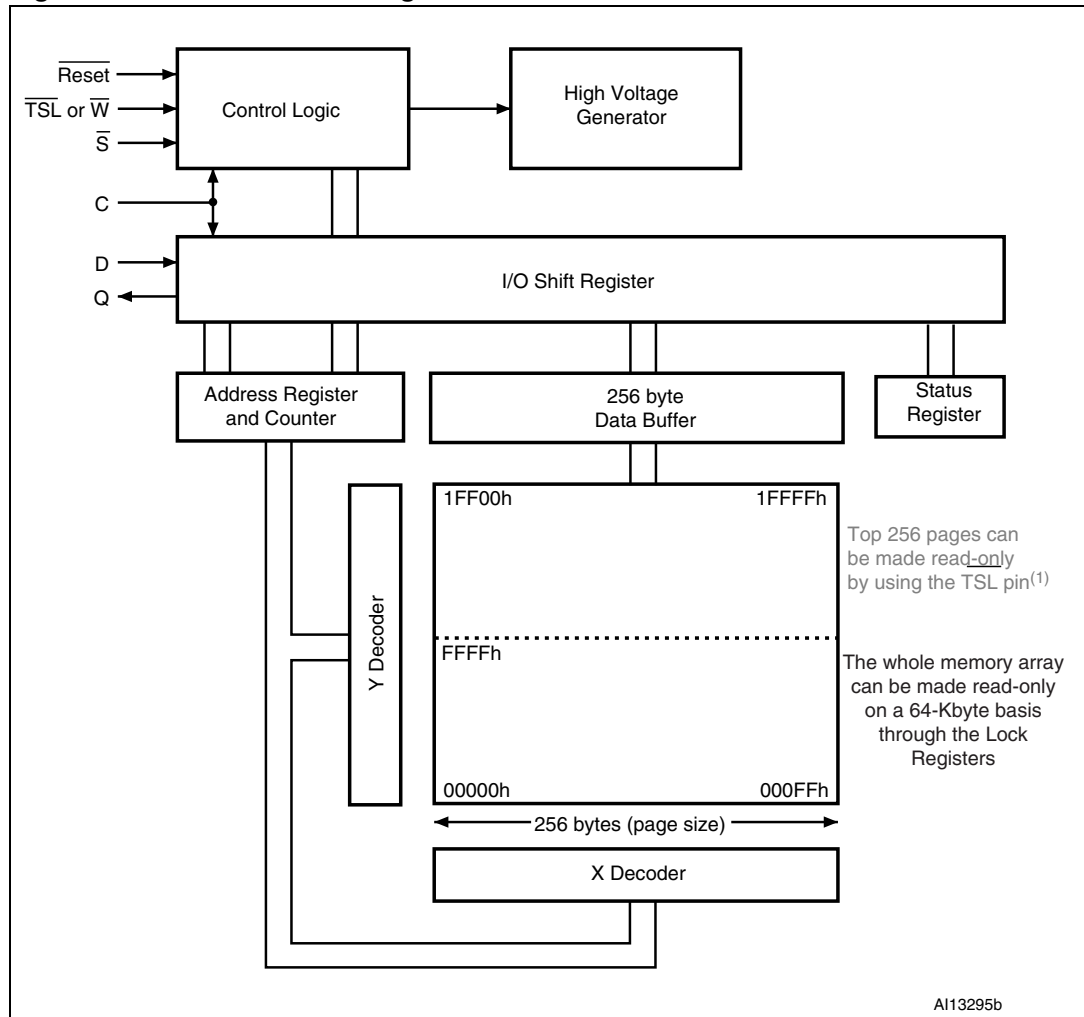 Reset
TSL or W
S
C
D
Q
Control Logic
High Voltage
Generator
I/O Shift Register
Address Register
and Counter
256 byte
Data Buffer
Status
Register
Y Decoder
1FF00h
1FFFFh
Top 256 pages can
be made read-only
by using the TSL pin(1)
FFFFh
The whole memory array
can be made read-only
on a 64-Kbyte basis
through the Lock
Registers
00000h
000FFh
256 bytes (page size)
X Decoder
AI13295b